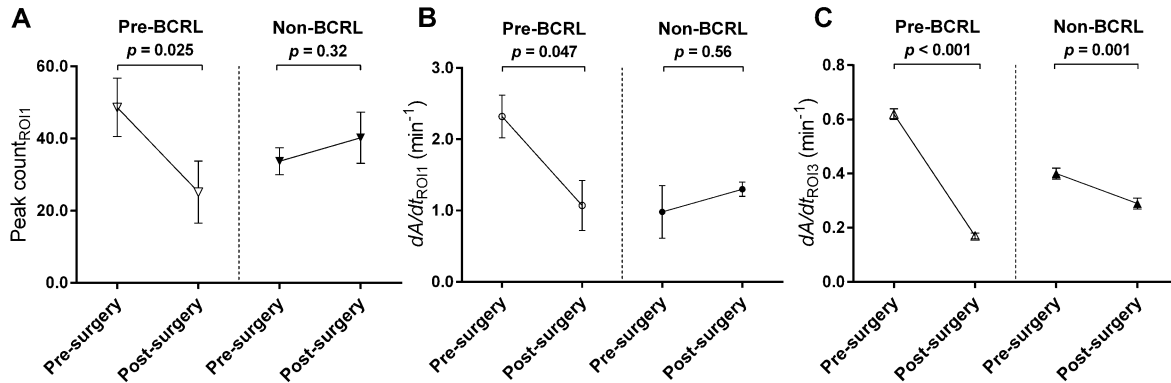 A
Pre-BCRL
Non-BCRL
p = 0.025
p = 0.32
60.0
40.0
20.0
0.0
Peak countROI1
Pre-surgery
Post-surgery
Pre-surgery
Post-surgery
B
Pre-BCRL
Non-BCRL
p = 0.047
p = 0.56
3.0
2.0
1.0
0.0
dA/dtROI1 (min⁻¹)
Pre-surgery
Post-surgery
Pre-surgery
Post-surgery
C
Pre-BCRL
Non-BCRL
p < 0.001
p = 0.001
0.8
0.6
0.4
0.2
0.0
dA/dtROI3 (min⁻¹)
Pre-surgery
Post-surgery
Pre-surgery
Post-surgery